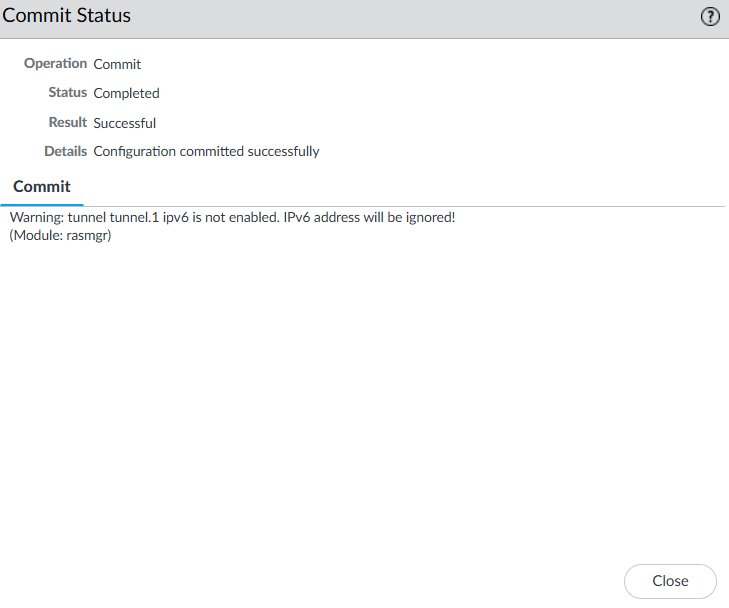 Commit Status
Operation Commit
Status Completed
Result Successful
Details Configuration committed successfully
Commit
Warning: tunnel tunnel.1 ipv6 is not enabled. IPv6 address will be ignored!
(Module: rasmgr)
Close